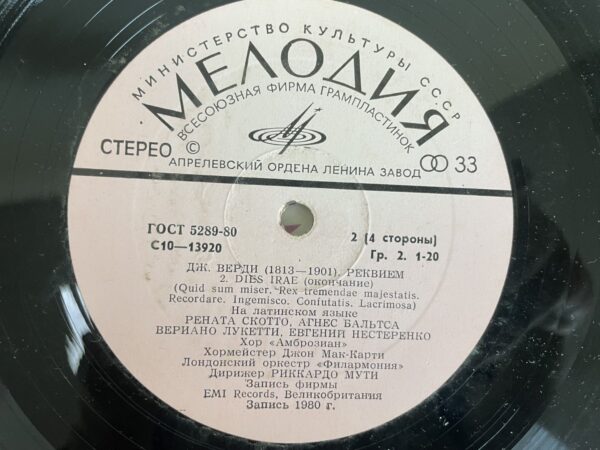 МИНИСТЕРСТВО КУЛЬТУРЫ СССР
МЕЛОДИЯ
ВСЕСОЮЗНАЯ ФИРМА ГРАМПЛАСТИНОК
СТЕРЕО © 33
АПРЕЛЕВСКИЙ ОРДЕНА ЛЕНИНА ЗАВОД
ГОСТ 5289-80 2 (4 стороны)
С10—13920 Гр. 2. 1-20
ДЖ. ВЕРДИ (1813—1901). РЕКВИЕМ
2. DIES IRAE (окончание)
(Quid sum miser. Rex tremendae majestatis.
Recordare. Ingemisco. Confutatis. Lacrimosa)
На латинском языке
РЕНАТА СКОТТО, АГНЕС БАЛЬТСА
ВЕРИАНО ЛУКЕТТИ, ЕВГЕНИЙ НЕСТЕРЕНКО
Хор «Амброзиан»
Хормейстер Джон Мак-Карти
Лондонский оркестр «Филармония»
Дирижер РИККАРДО МУТИ
Запись фирмы
EMI Records, Великобритания
Запись 1980 г.